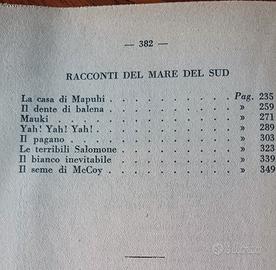 — 382 —
RACCONTI DEL MARE DEL SUD
La casa di Mapuhi . . . . . . . . . Pag. 235
Il dente di balena . . . . . . . . . » 259
Mauki . . . . . . . . . . . . » 271
Yah! Yah! Yah! . . . . . . . . . . » 289
Il pagano . . . . . . . . . . . » 303
Le terribili Salomone . . . . . . . . » 323
Il bianco inevitabile . . . . . . . . » 339
Il seme di McCoy . . . . . . . . . » 349
subito